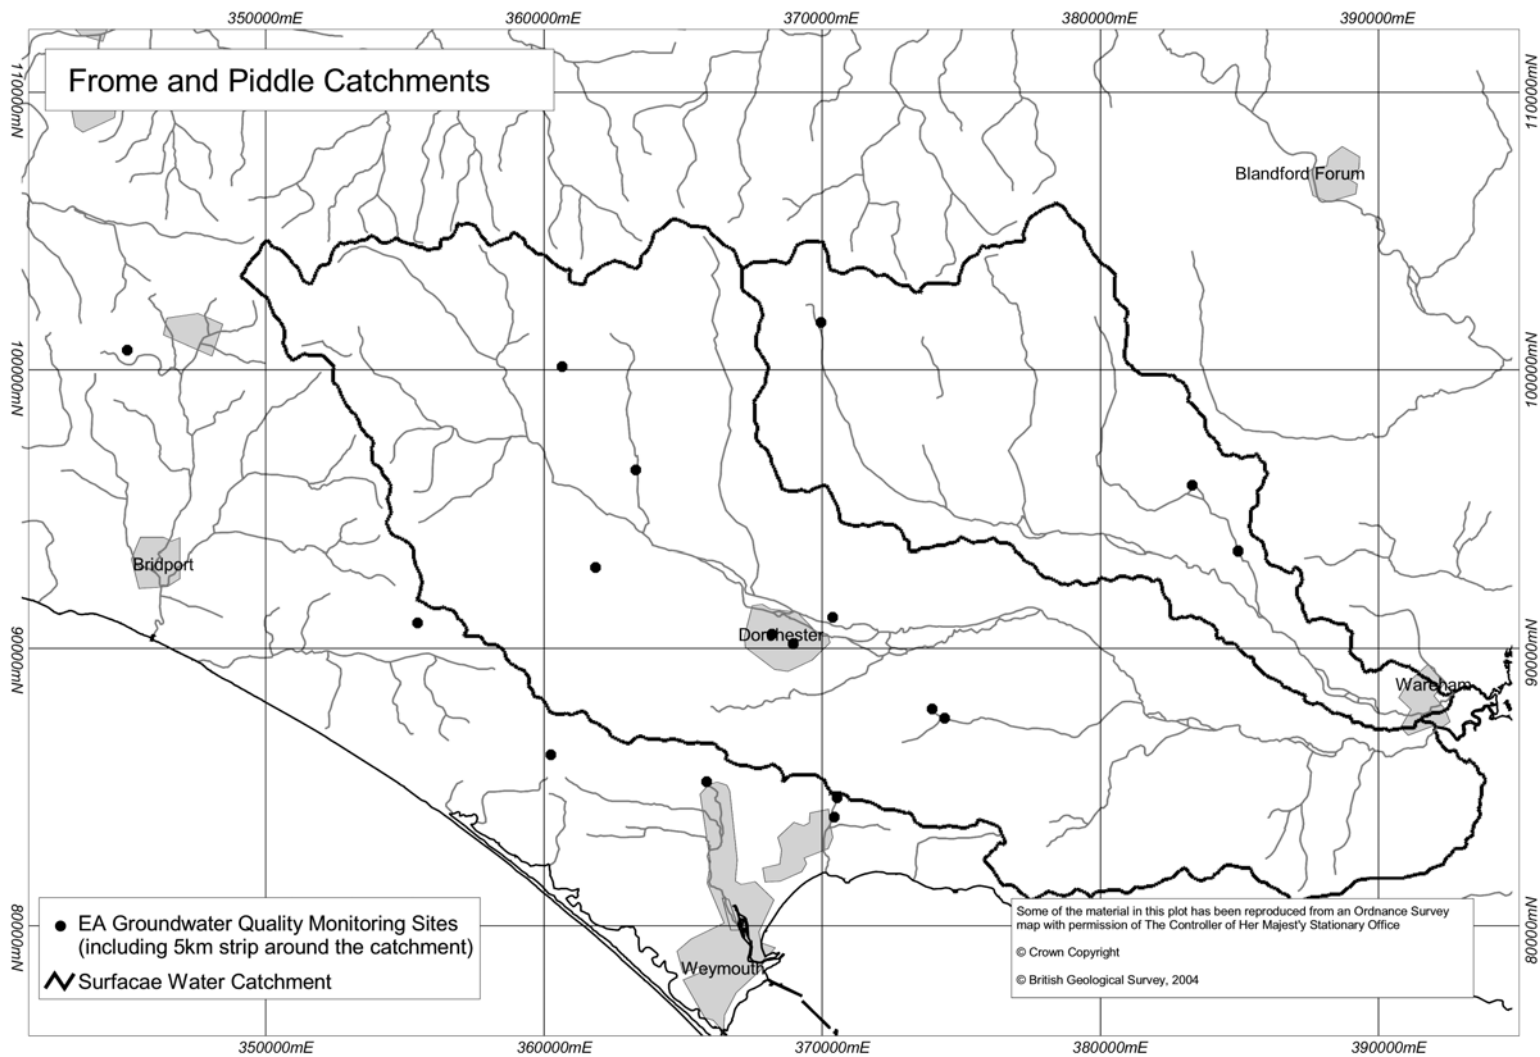 350000mE 360000mE 370000mE 380000mE 390000mE
110000mN
Frome and Piddle Catchments
110000mN
Blandford Forum
100000mN
100000mN
Bridport
90000mN
Dorchester
90000mN
Wareham
EA Groundwater Quality Monitoring Sites
(including 5km strip around the catchment)
Surfacae Water Catchment
80000mN
Weymouth
Some of the material in this plot has been reproduced from an Ordnance Survey
map with permission of The Controller of Her Majest'y Stationary Office
© Crown Copyright
© British Geological Survey, 2004
80000mN
350000mE 360000mE 370000mE 380000mE 390000mE